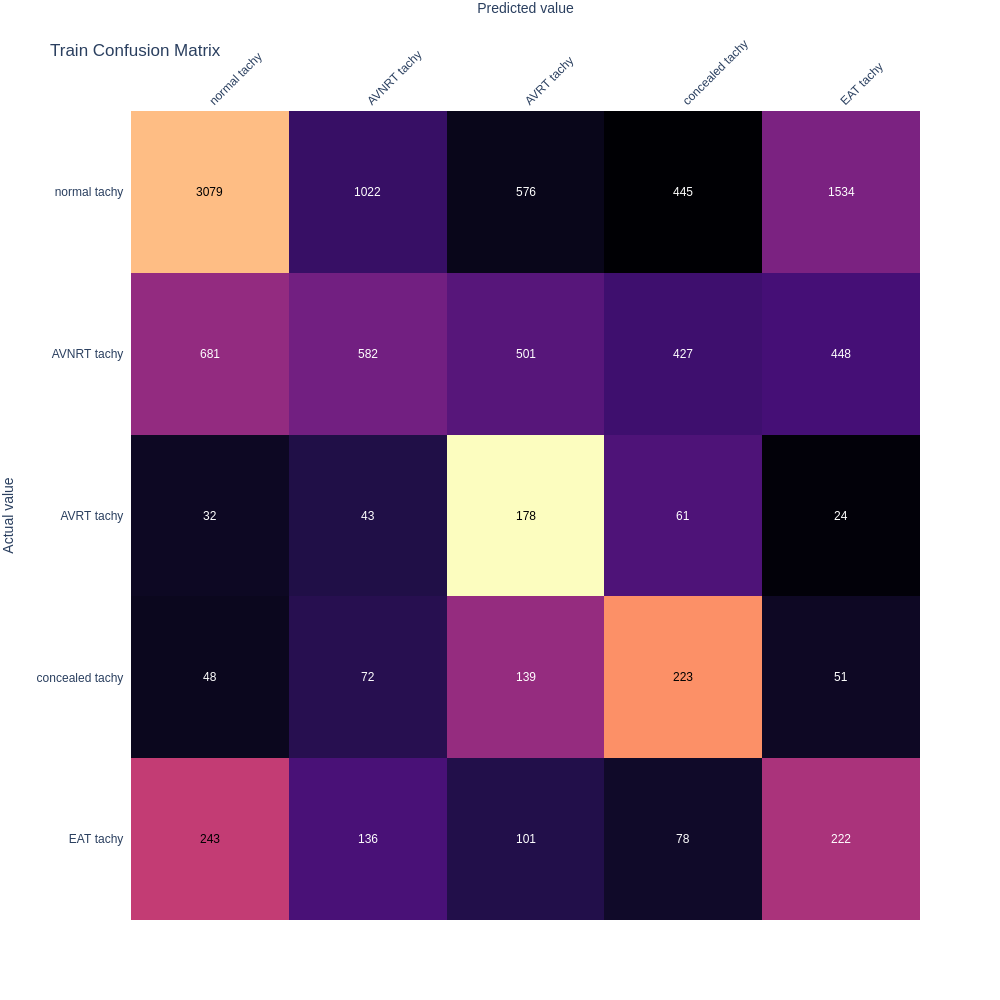 Predicted value
Train Confusion Matrix
normal tachy AVNRT tachy AVRT tachy concealed tachy EAT tachy
normal tachy 3079 1022 576 445 1534
AVNRT tachy 681 582 501 427 448
Actual value
AVRT tachy 32 43 178 61 24
concealed tachy 48 72 139 223 51
EAT tachy 243 136 101 78 222